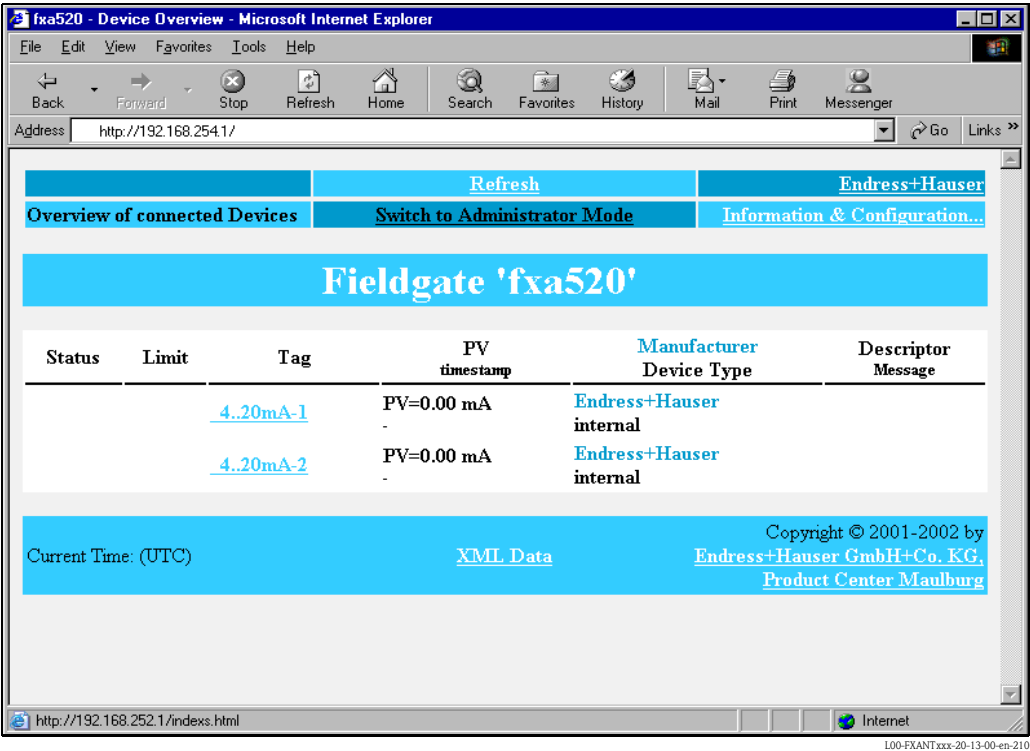 fxa520 - Device Overview - Microsoft Internet Explorer
File Edit View Favorites Tools Help
Back Forward Stop Refresh Home Search Favorites History Mail Print Messenger
Address http://192.168.254.1/ Go Links »
Refresh Endress+Hauser
Overview of connected Devices Switch to Administrator Mode Information & Configuration...
Fieldgate 'fxa520'
Status Limit Tag PV Manufacturer Descriptor
timestamp Device Type Message
4..20mA-1 PV=0.00 mA Endress+Hauser
- internal
4..20mA-2 PV=0.00 mA Endress+Hauser
- internal
Current Time: (UTC) XML Data Copyright © 2001-2002 by
Endress+Hauser GmbH+Co. KG,
Product Center Maulburg
http://192.168.252.1/indexs.html Internet
L00-FXANTxxx-20-13-00-en-210